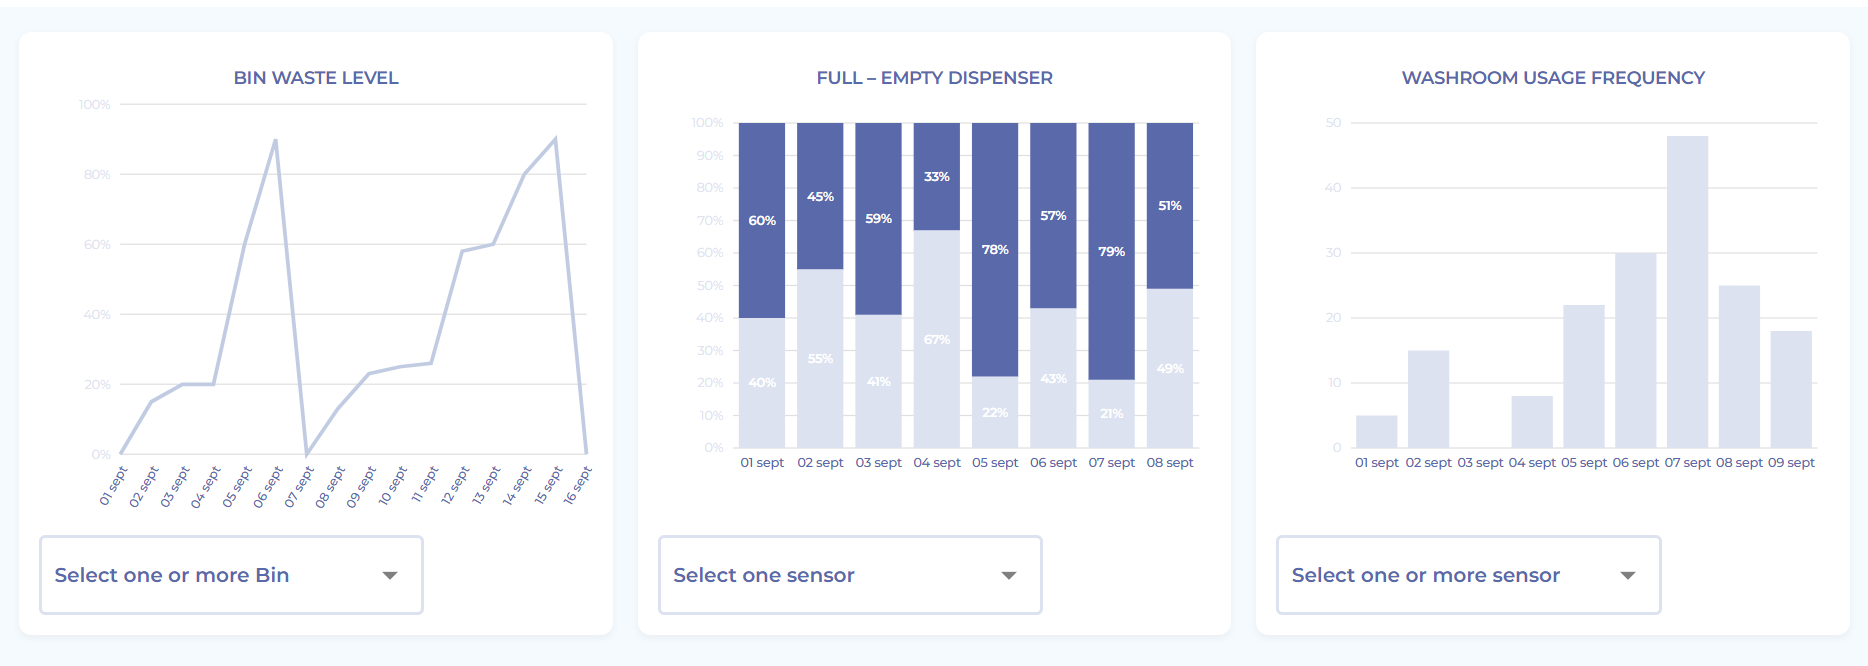 BIN WASTE LEVEL
100%
80%
60%
40%
20%
0%
01 sept
02 sept
03 sept
04 sept
05 sept
06 sept
07 sept
08 sept
09 sept
10 sept
11 sept
12 sept
13 sept
14 sept
15 sept
16 sept
Select one or more Bin
FULL – EMPTY DISPENSER
100%
90%
80%
70%
60%
50%
40%
30%
20%
10%
0%
60%
45%
59%
33%
78%
57%
79%
51%
40%
55%
41%
67%
22%
43%
21%
49%
01 sept 02 sept 03 sept 04 sept 05 sept 06 sept 07 sept 08 sept
Select one sensor
WASHROOM USAGE FREQUENCY
50
40
30
20
10
0
01 sept 02 sept 03 sept 04 sept 05 sept 06 sept 07 sept 08 sept 09 sept
Select one or more sensor